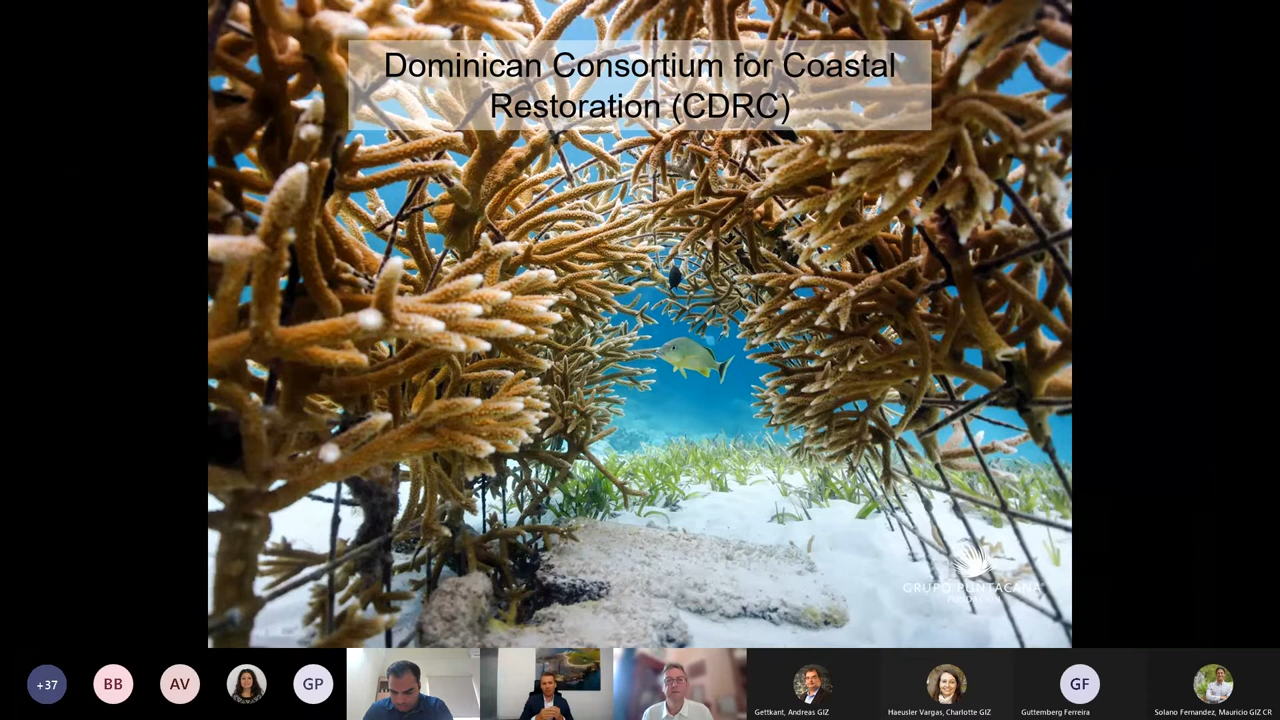 Dominican Consortium for Coastal
Restoration (CDRC)
GRUPO PUNTACANA
+37
BB
AV
GP
Gettkant, Andreas GIZ
Haeusler Vargas, Charlotte GIZ
GF
Guttemberg Ferreira
Solano Fernandez, Mauricio GIZ CR